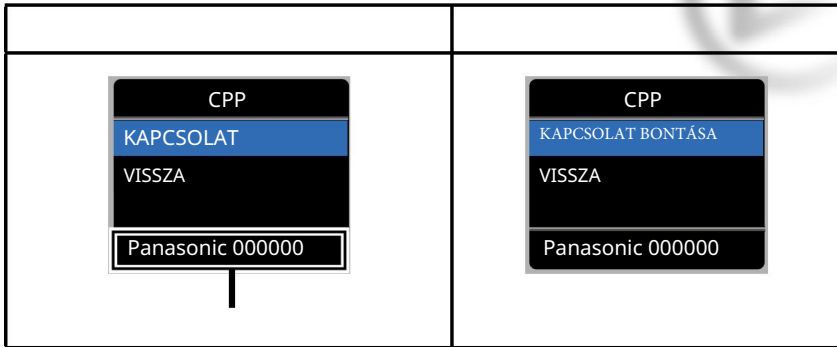 CPP
KAPCSOLAT
VISSZA
Panasonic 000000
CPP
KAPCSOLAT BONTÁSA
VISSZA
Panasonic 000000